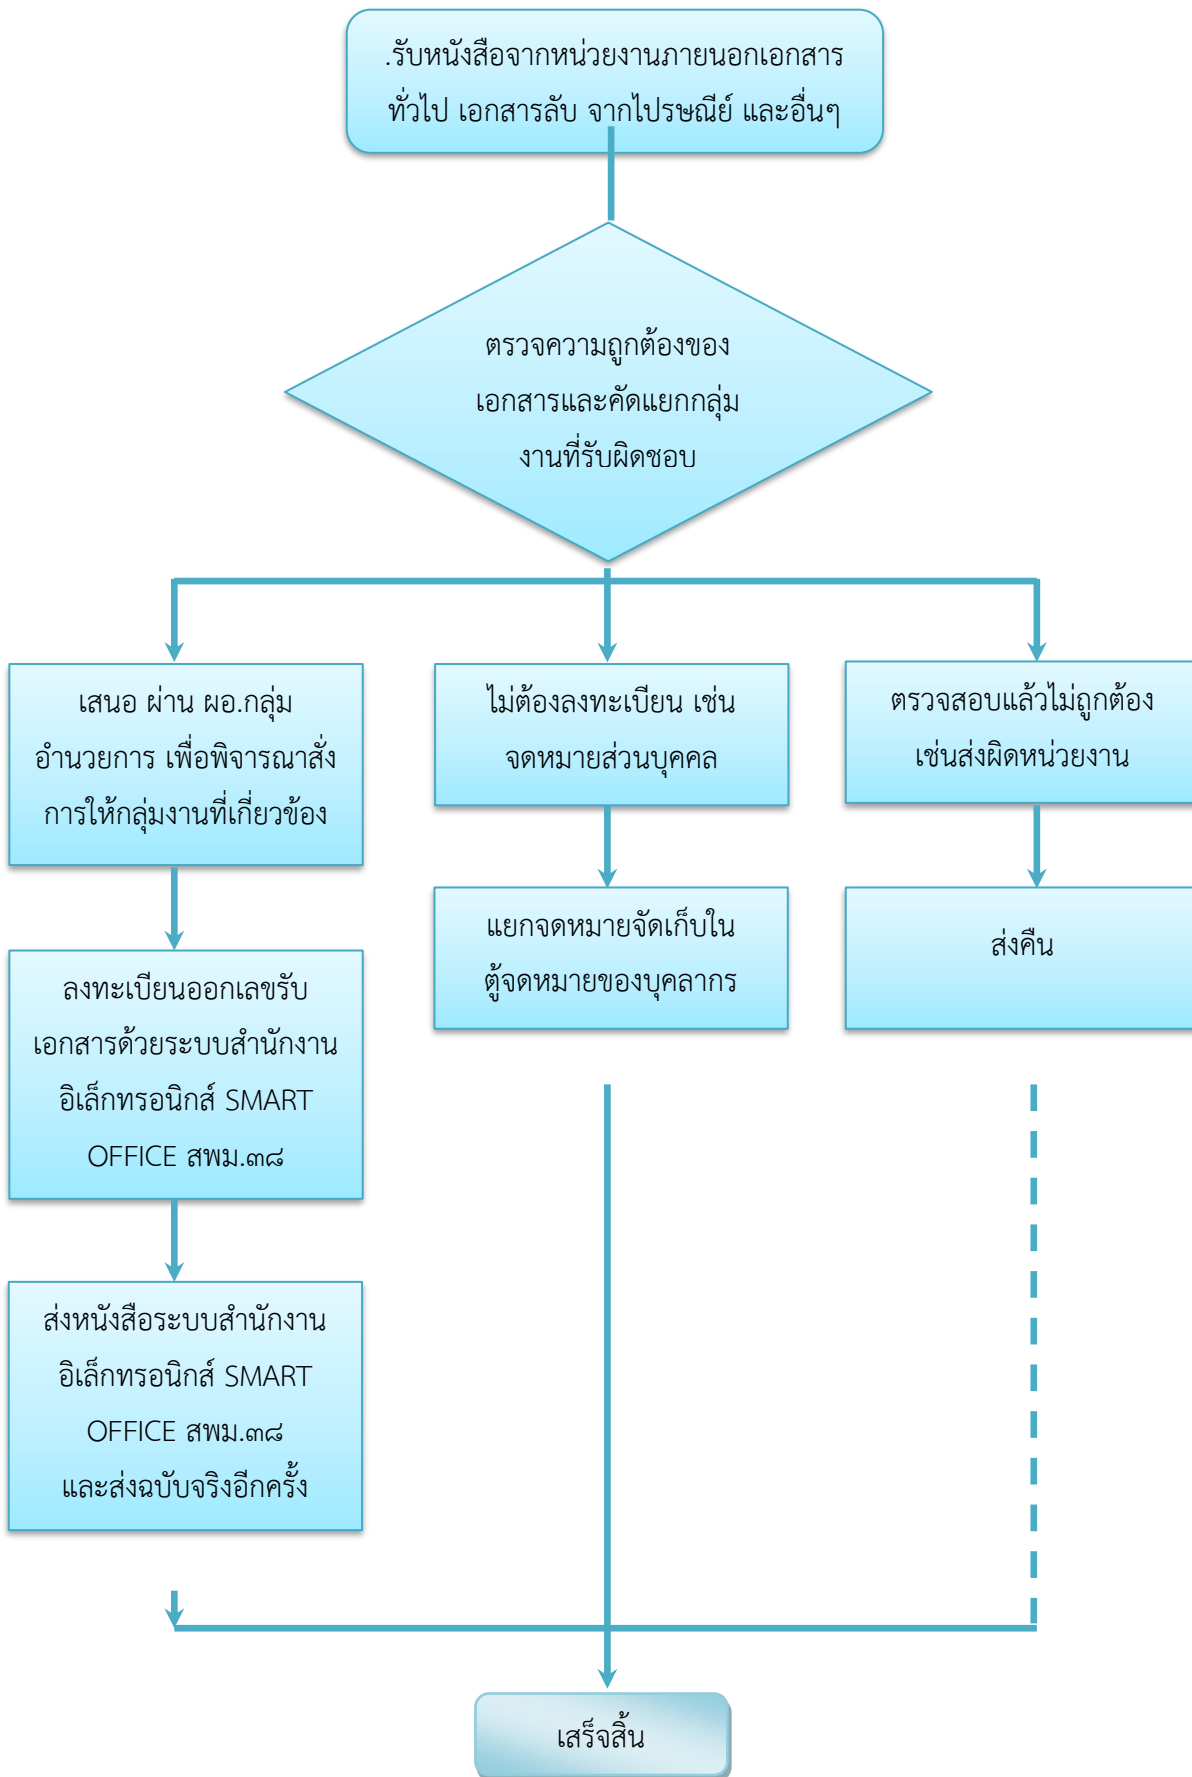 .รับหนังสือจากหน่วยงานภายนอกเอกสาร
ทั่วไป เอกสารลับ จากไปรษณีย์ และอื่นๆ
ตรวจความถูกต้องของ
เอกสารและคัดแยกกลุ่ม
งานที่รับผิดชอบ
เสนอ ผ่าน ผอ.กลุ่ม
อำนวยการ เพื่อพิจารณาสั่ง
การให้กลุ่มงานที่เกี่ยวข้อง
ไม่ต้องลงทะเบียน เช่น
จดหมายส่วนบุคคล
ตรวจสอบแล้วไม่ถูกต้อง
เช่นส่งผิดหน่วยงาน
แยกจดหมายจัดเก็บใน
ตู้จดหมายของบุคลากร
ส่งคืน
ลงทะเบียนออกเลขรับ
เอกสารด้วยระบบสำนักงาน
อิเล็กทรอนิกส์ SMART
OFFICE สพม.๓๘
ส่งหนังสือระบบสำนักงาน
อิเล็กทรอนิกส์ SMART
OFFICE สพม.๓๘
และส่งฉบับจริงอีกครั้ง
เสร็จสิ้น